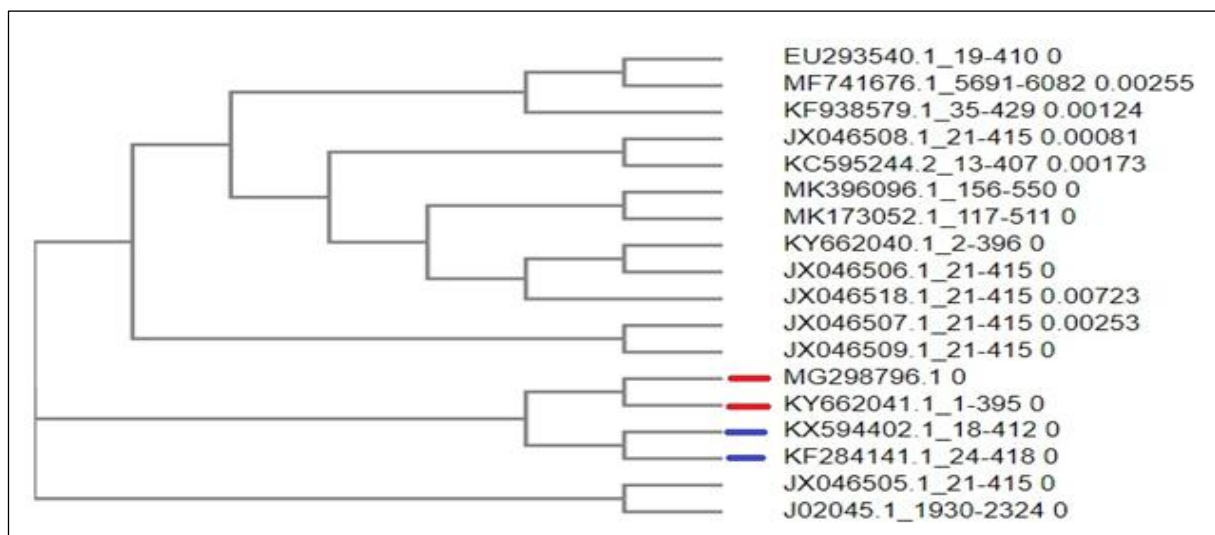 EU293540.1_19-410 0
MF741676.1_5691-6082 0.00255
KF938579.1_35-429 0.00124
JX046508.1_21-415 0.00081
KC595244.2_13-407 0.00173
MK396096.1_156-550 0
MK173052.1_117-511 0
KY662040.1_2-396 0
JX046506.1_21-415 0
JX046518.1_21-415 0.00723
JX046507.1_21-415 0.00253
JX046509.1_21-415 0
MG298796.1 0
KY662041.1_1-395 0
KX594402.1_18-412 0
KF284141.1_24-418 0
JX046505.1_21-415 0
J02045.1_1930-2324 0